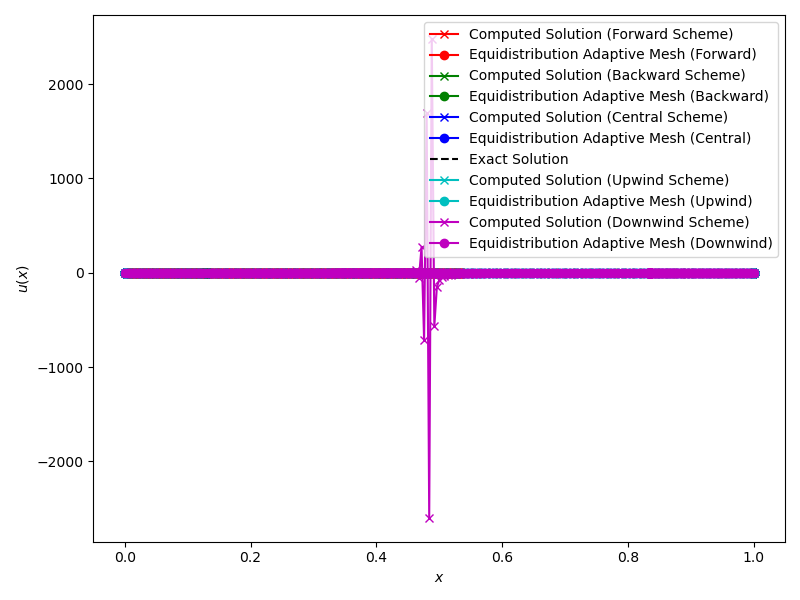 Computed Solution (Forward Scheme)
Equidistribution Adaptive Mesh (Forward)
Computed Solution (Backward Scheme)
Equidistribution Adaptive Mesh (Backward)
Computed Solution (Central Scheme)
Equidistribution Adaptive Mesh (Central)
Exact Solution
Computed Solution (Upwind Scheme)
Equidistribution Adaptive Mesh (Upwind)
Computed Solution (Downwind Scheme)
Equidistribution Adaptive Mesh (Downwind)
2000
1000
0
−1000
−2000
u(x)
0.0 0.2 0.4 0.6 0.8 1.0
x